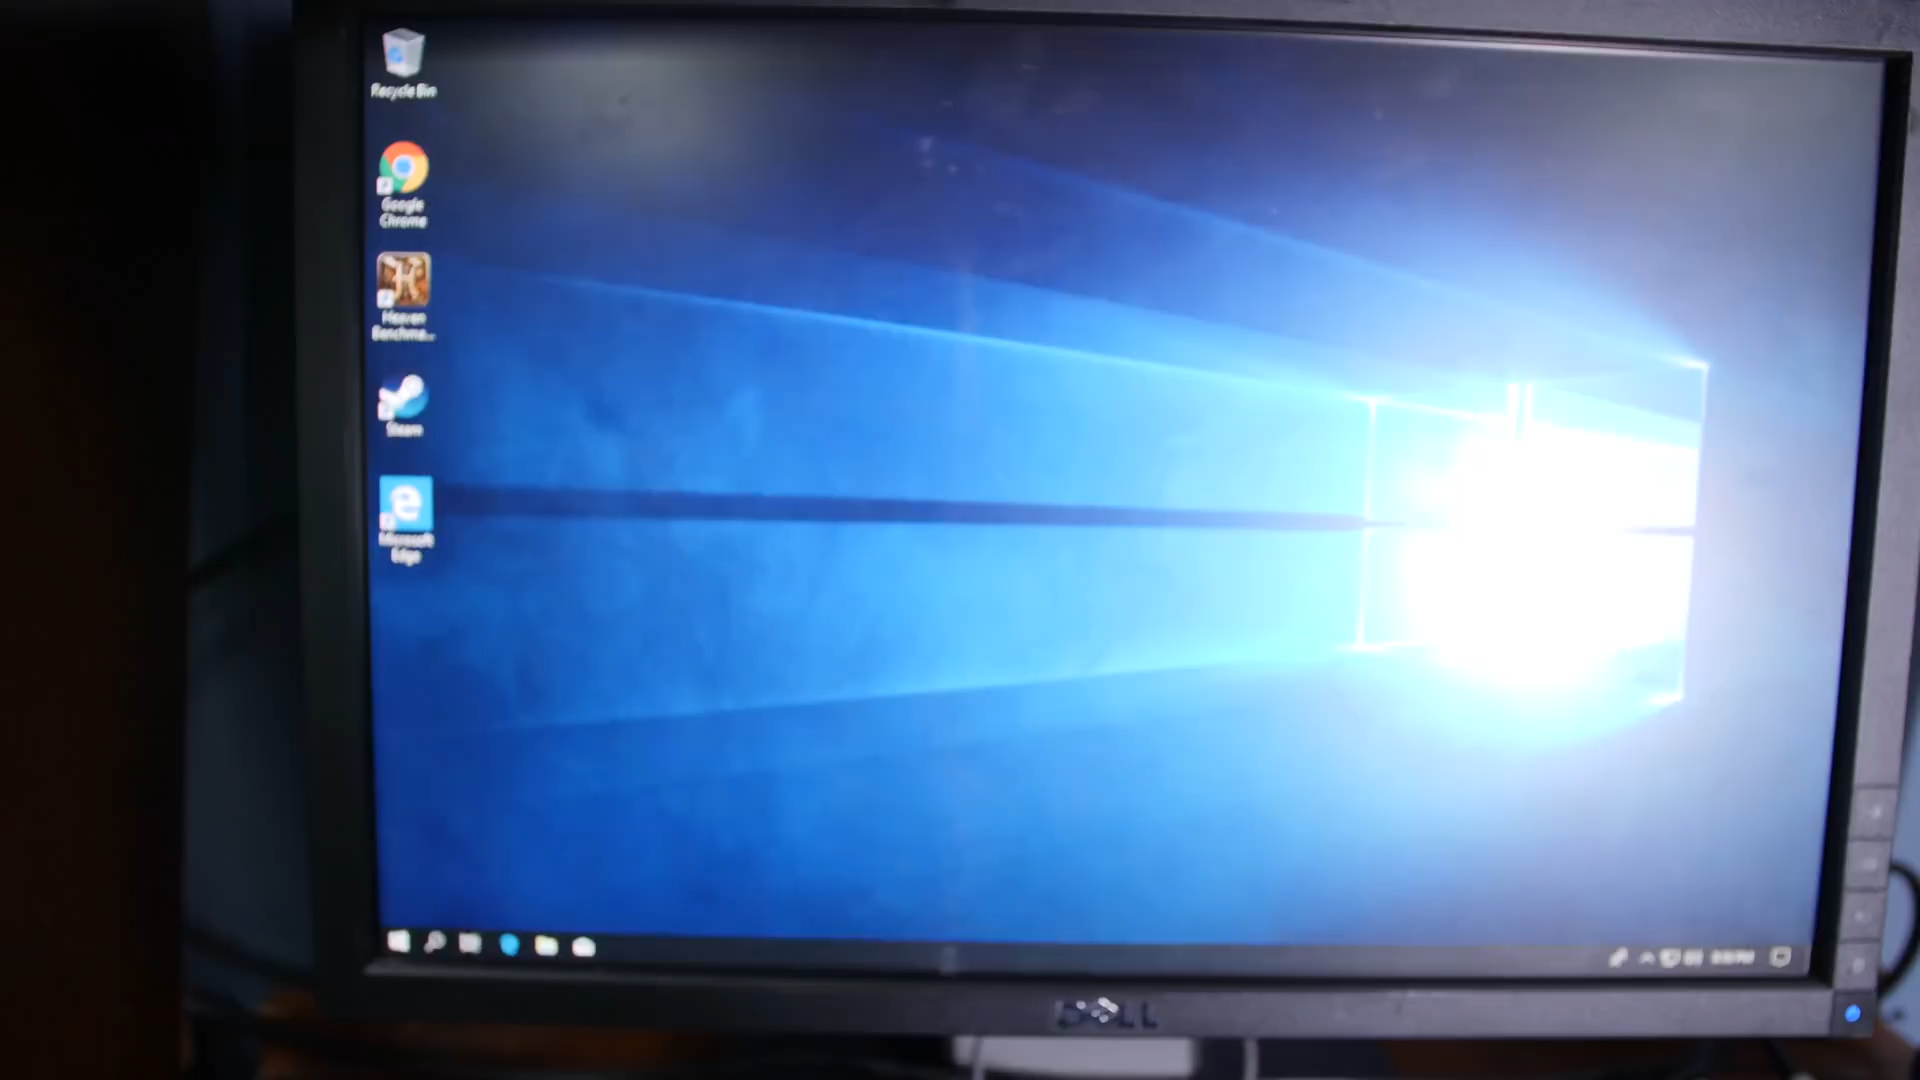 Recycle Bin
Google
Chrome
Heaven
Benchma...
Steam
Microsoft
Edge
DELL